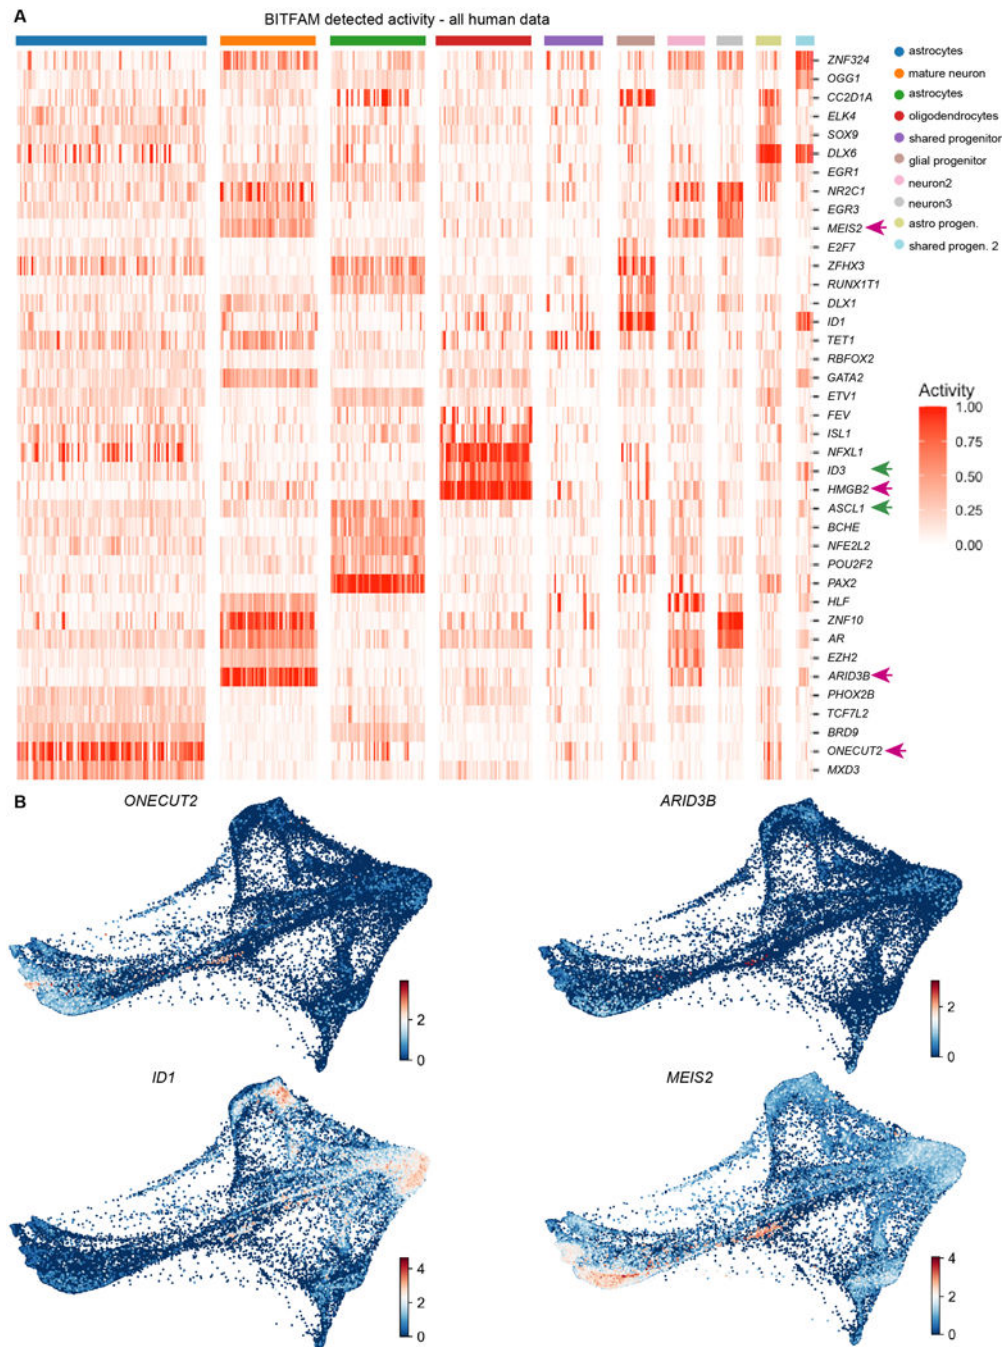 A
BITFAM detected activity - all human data
ZNF324
OGG1
CC2D1A
ELK4
SOX9
DLX6
EGR1
NR2C1
EGR3
MEIS2
E2F7
ZFHX3
RUNX1T1
DLX1
ID1
TET1
RBFOX2
GATA2
ETV1
FEV
ISL1
NFXL1
ID3
HMGB2
ASCL1
BCHE
NFE2L2
POU2F2
PAX2
HLF
ZNF10
AR
EZH2
ARID3B
PHOX2B
TCF7L2
BRD9
ONECUT2
MXD3
astrocytes
mature neuron
astrocytes
oligodendrocytes
shared progenitor
glial progenitor
neuron2
neuron3
astro progen.
shared progen. 2
Activity
1.00
0.75
0.50
0.25
0.00
B
ONECUT2
2
0
ARID3B
2
0
ID1
4
2
0
MEIS2
4
2
0